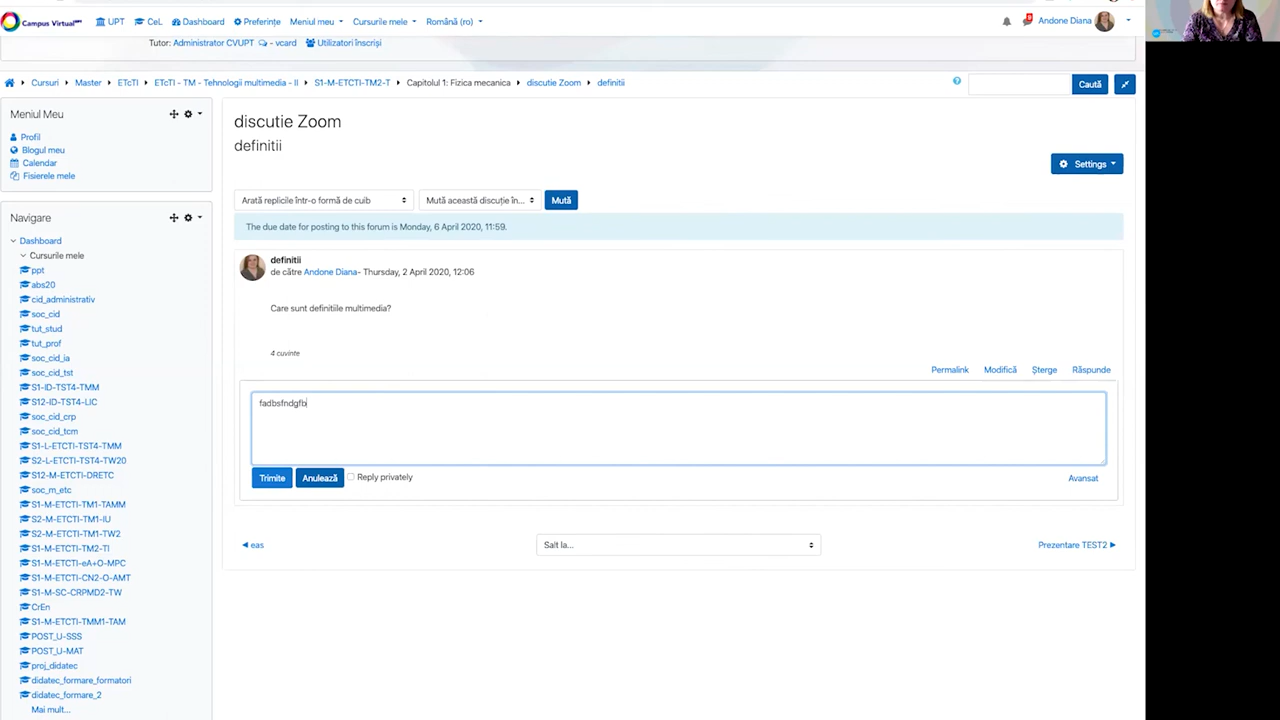 Campus Virtual UPT
UPT
CeL
Dashboard
Preferințe
Meniul meu
Cursurile mele
Română (ro)
Andone Diana
Tutor: Administrator CVUPT - vcard Utilizatori înscriși
Cursuri
Master
ETcTI
ETcTI - TM - Tehnologii multimedia - II
S1-M-ETCTI-TM2-T
Capitolul 1: Fizica mecanica
discutie Zoom
definitii
Caută
Meniul Meu
Profil
Blogul meu
Calendar
Fisierele mele
Navigare
Dashboard
Cursurile mele
ppt
abs20
cid_administrativ
soc_cid
tut_stud
tut_prof
soc_cid_ia
soc_cid_tst
S1-ID-TST4-TMM
S12-ID-TST4-LIC
soc_cid_crp
soc_cid_tcm
S1-L-ETCTI-TST4-TMM
S2-L-ETCTI-TST4-TW20
S12-M-ETCTI-DRETC
soc_m_etc
S1-M-ETCTI-TM1-TAMM
S2-M-ETCTI-TM1-IU
S2-M-ETCTI-TM1-TW2
S1-M-ETCTI-TM2-TI
S1-M-ETCTI-eA+O-MPC
S1-M-ETCTI-CN2-O-AMT
S1-M-SC-CRPMD2-TW
CrEn
S1-M-ETCTI-TMM1-TAM
POST_U-SSS
POST_U-MAT
proj_didatec
didatec_formare_formatori
didatec_formare_2
Mai mult...
discutie Zoom
definitii
Settings
Arată replicile într-o formă de cuib
Mută această discuție în...
Mută
The due date for posting to this forum is Monday, 6 April 2020, 11:59.
definitii
de către Andone Diana- Thursday, 2 April 2020, 12:06
Care sunt definitiile multimedia?
4 cuvinte
Permalink
Modifică
Șterge
Răspunde
fadbsfndgfb
Trimite
Anulează
Reply privately
Avansat
◀ eas
Salt la...
Prezentare TEST2 ▶